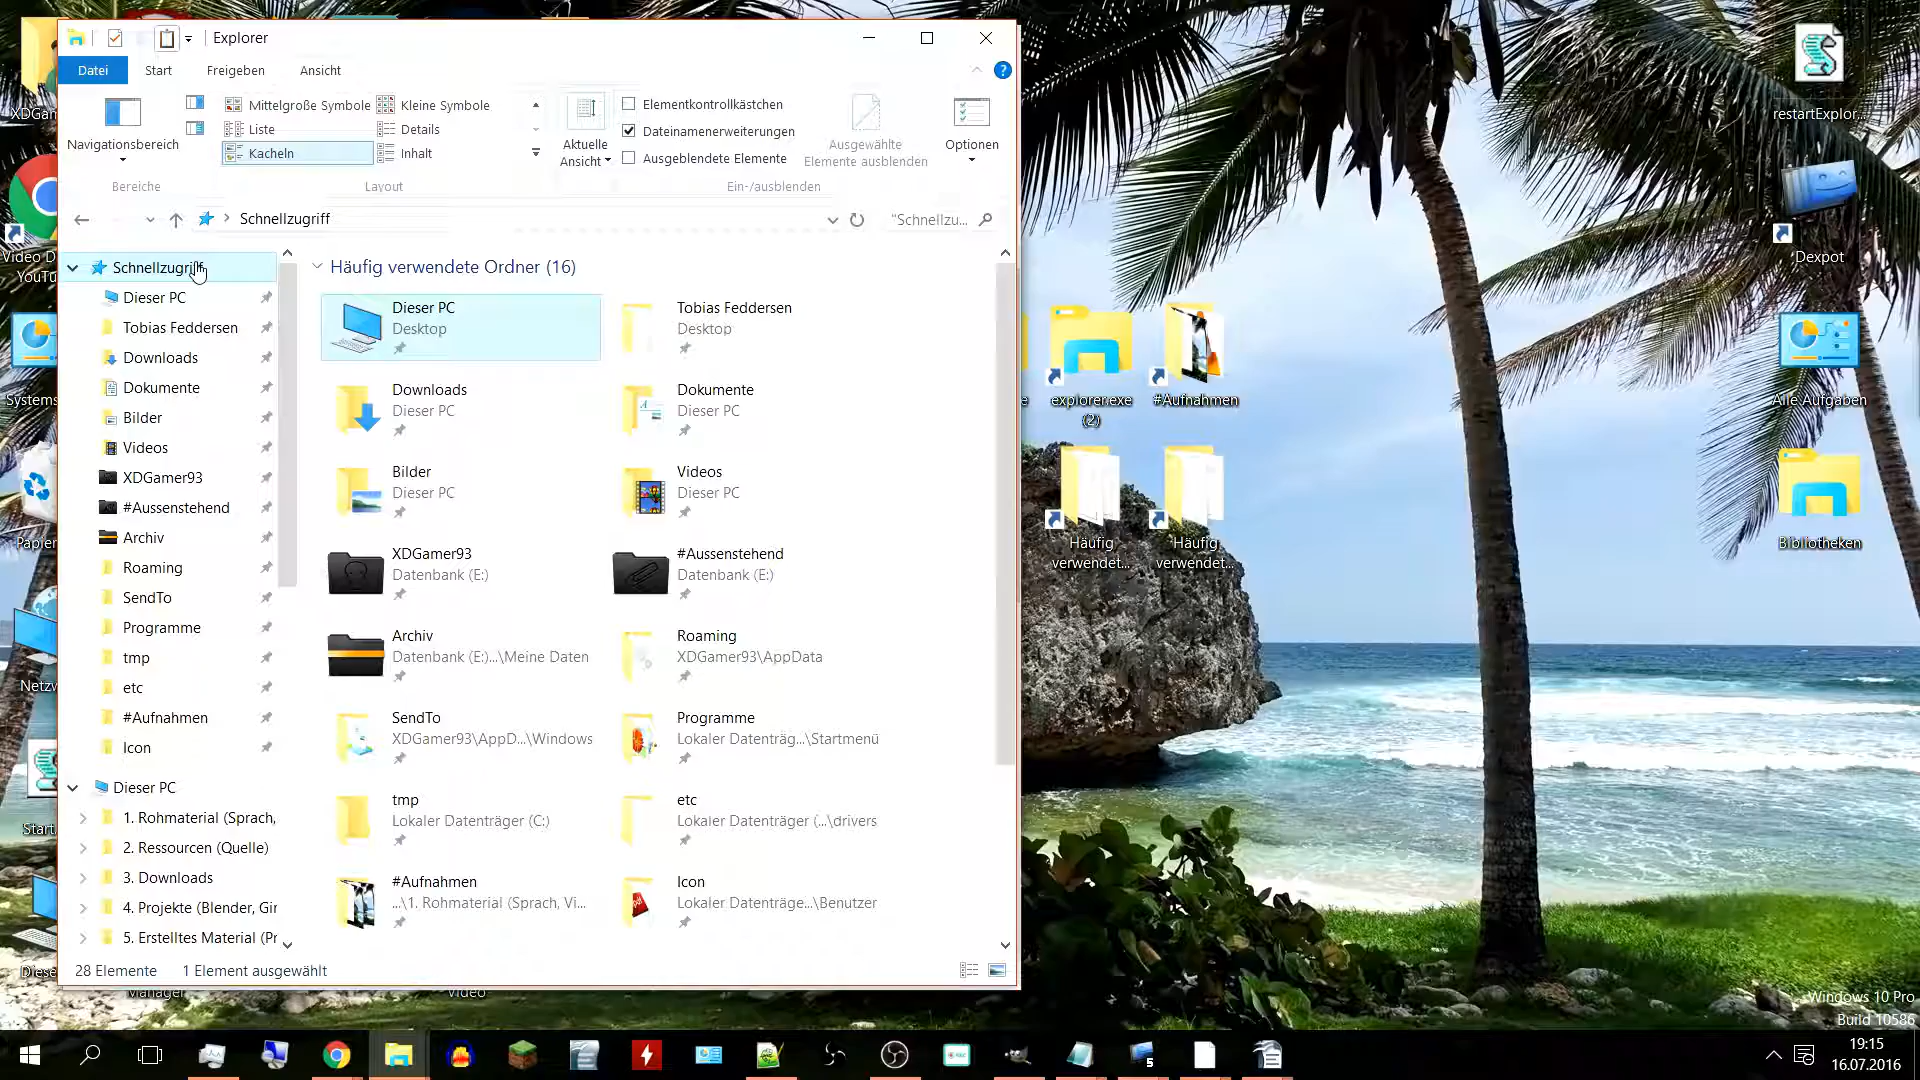 Explorer
Datei
Start
Freigeben
Ansicht
Navigationsbereich
Mittelgroße Symbole
Kleine Symbole
Liste
Details
Kacheln
Inhalt
Aktuelle
Ansicht
Elementkontrollkästchen
Dateinamenerweiterungen
Ausgeblendete Elemente
Ausgewählte
Elemente ausblenden
Optionen
Bereiche
Layout
Ein-/ausblenden
Schnellzugriff
"Schnellzu...
Schnellzugriff
Dieser PC
Tobias Feddersen
Downloads
Dokumente
Bilder
Videos
XDGamer93
#Aussenstehend
Archiv
Roaming
SendTo
Programme
tmp
etc
#Aufnahmen
Icon
Dieser PC
1. Rohmaterial (Sprach,
2. Ressourcen (Quelle)
3. Downloads
4. Projekte (Blender, Gir
5. Erstelltes Material (Pr
Häufig verwendete Ordner (16)
Dieser PC
Desktop
Tobias Feddersen
Desktop
Downloads
Dieser PC
Dokumente
Dieser PC
Bilder
Dieser PC
Videos
Dieser PC
XDGamer93
Datenbank (E:)
#Aussenstehend
Datenbank (E:)
Archiv
Datenbank (E:)...\Meine Daten
Roaming
XDGamer93\AppData
SendTo
XDGamer93\AppD...\Windows
Programme
Lokaler Datenträg...\Startmenü
tmp
Lokaler Datenträger (C:)
etc
Lokaler Datenträger (...\drivers
#Aufnahmen
...\1. Rohmaterial (Sprach, Vi...
Icon
Lokaler Datenträge...\Benutzer
28 Elemente
1 Element ausgewählt
XDGam
Video D
YouTu
Systems
Papier
Netzw
Start.
Diese
Manager
Video
explorer.exe
(2)
#Aufnahmen
Häufig
verwendet...
Häufig
verwendet...
restartExplor...
Dexpot
Alle Aufgaben
Bibliotheken
Windows 10 Pro
Build 10586
5
19:15
16.07.2016